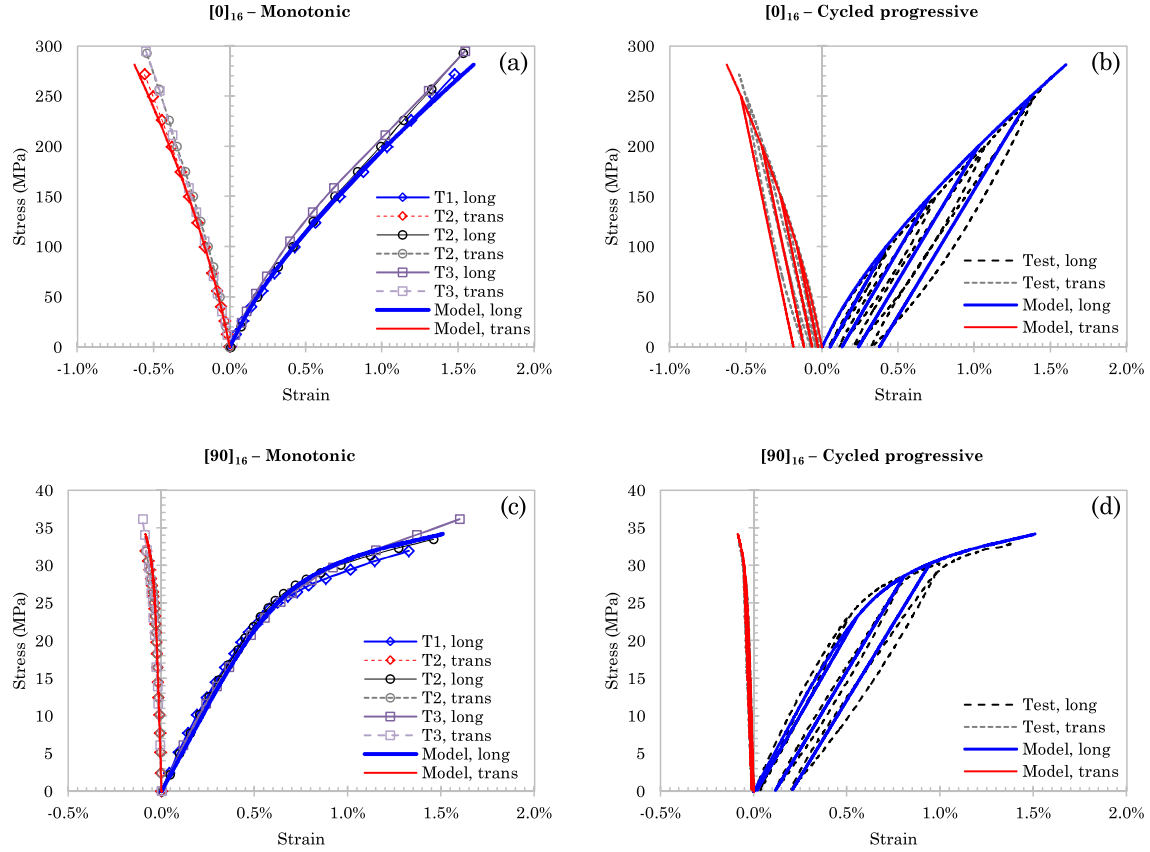 [0]16 – Monotonic
(a)
Stress (MPa)
300
250
200
150
100
50
0
T1, long
T2, trans
T2, long
T2, trans
T3, long
T3, trans
Model, long
Model, trans
-1.0% -0.5% 0.0% 0.5% 1.0% 1.5% 2.0%
Strain
[0]16 – Cycled progressive
(b)
Stress (MPa)
300
250
200
150
100
50
0
Test, long
Test, trans
Model, long
Model, trans
-1.0% -0.5% 0.0% 0.5% 1.0% 1.5% 2.0%
Strain
[90]16 – Monotonic
(c)
Stress (MPa)
40
35
30
25
20
15
10
5
0
T1, long
T2, trans
T2, long
T2, trans
T3, long
T3, trans
Model, long
Model, trans
-0.5% 0.0% 0.5% 1.0% 1.5% 2.0%
Strain
[90]16 – Cycled progressive
(d)
Stress (MPa)
40
35
30
25
20
15
10
5
0
Test, long
Test, trans
Model, long
Model, trans
-0.5% 0.0% 0.5% 1.0% 1.5% 2.0%
Strain